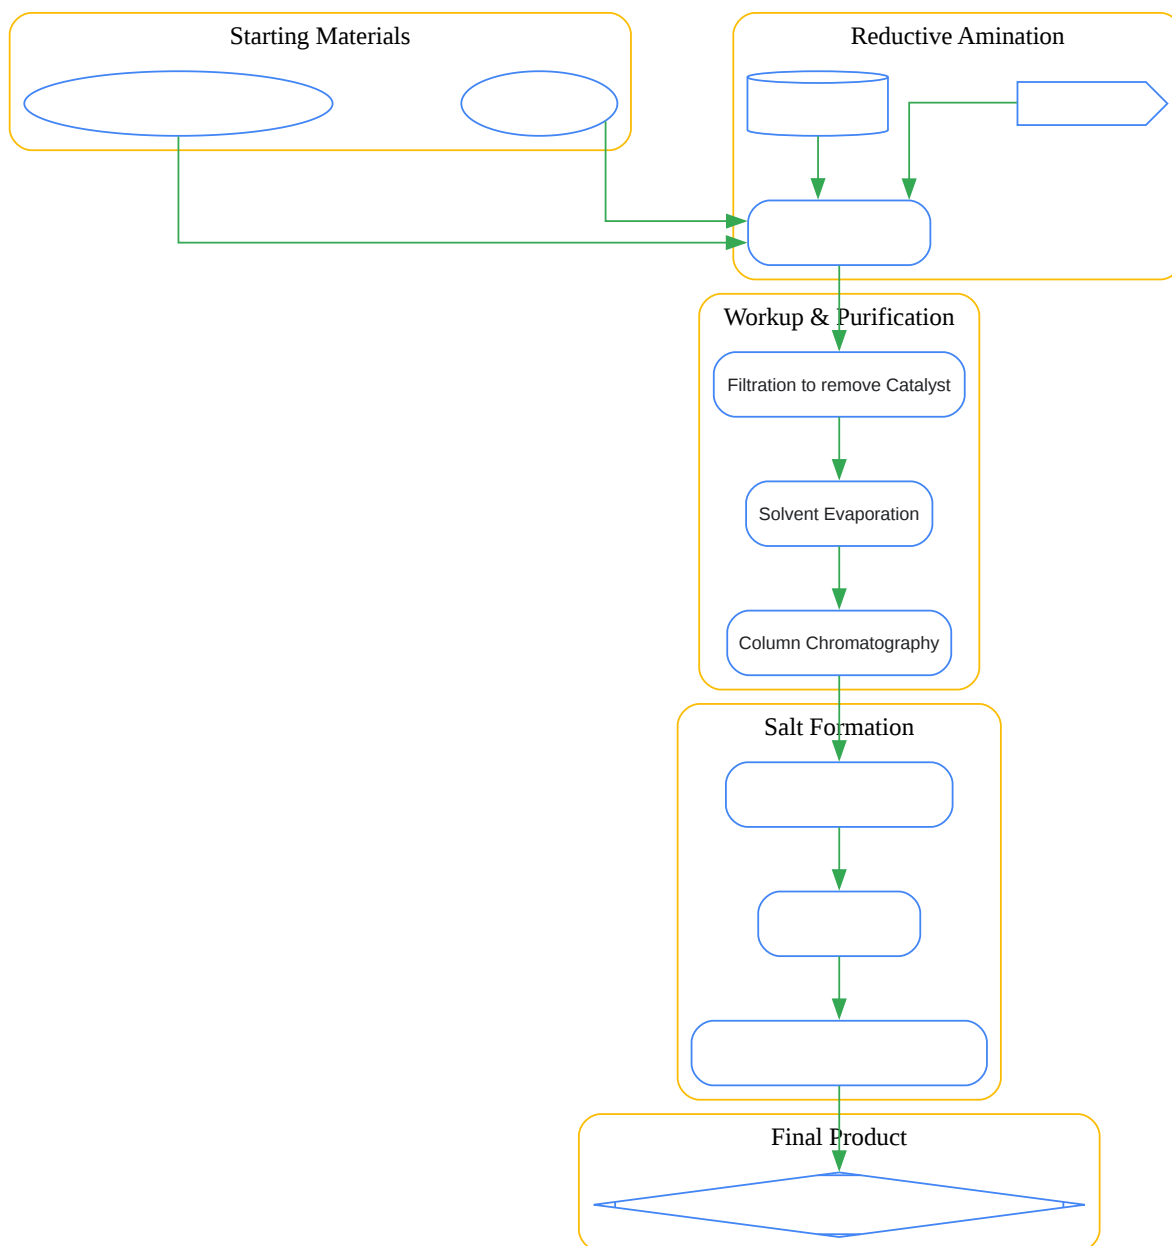 Starting Materials
Reductive Amination
Workup & Purification
Filtration to remove Catalyst
Solvent Evaporation
Column Chromatography
Salt Formation
Final Product